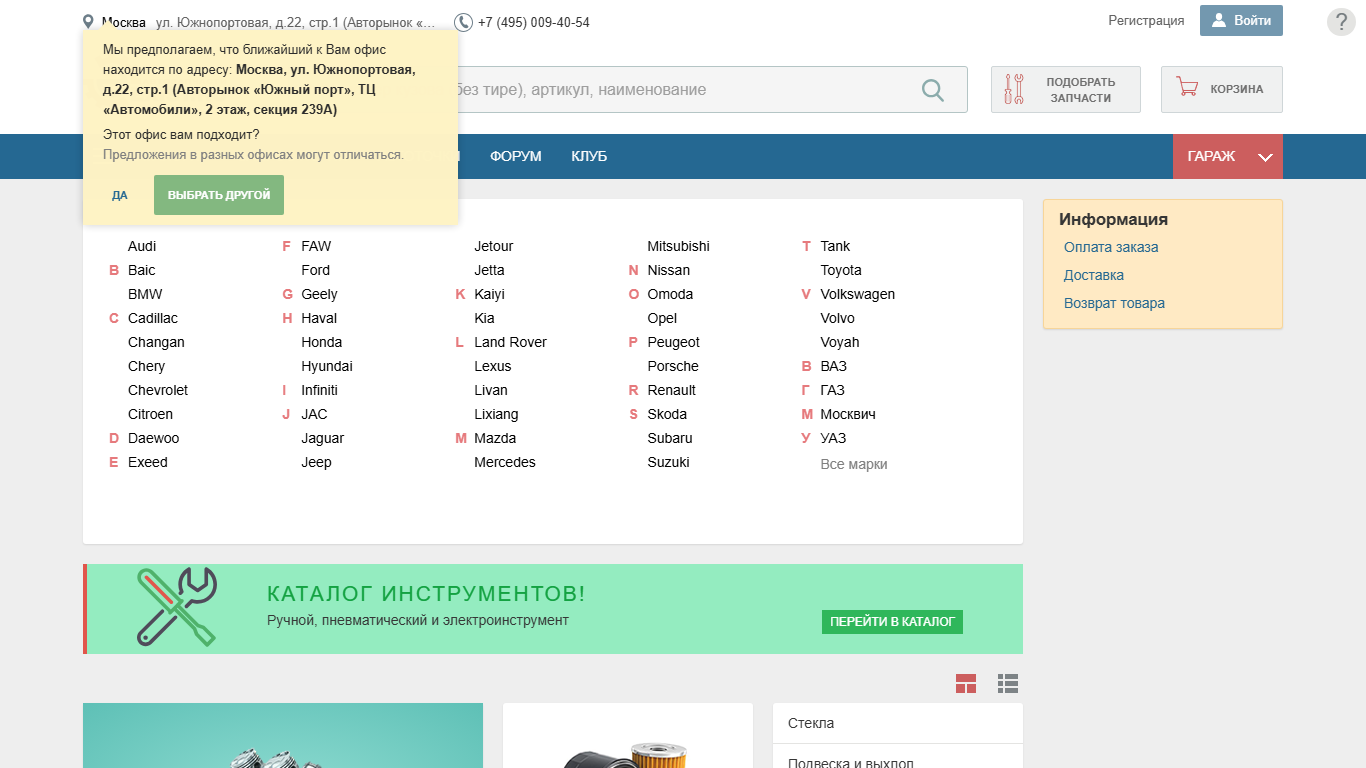 Москва ул. Южнопортовая, д.22, стр.1 (Авторынок «...
+7 (495) 009-40-54
Регистрация
Войти
?
Мы предполагаем, что ближайший к Вам офис
находится по адресу: Москва, ул. Южнопортовая,
д.22, стр.1 (Авторынок «Южный порт», ТЦ
«Автомобили», 2 этаж, секция 239А)
Этот офис вам подходит?
Предложения в разных офисах могут отличаться.
ДА
ВЫБРАТЬ ДРУГОЙ
без тире), артикул, наименование
ПОДОБРАТЬ
ЗАПЧАСТИ
КОРЗИНА
ФОРУМ
КЛУБ
ГАРАЖ
Audi
B Baic
BMW
C Cadillac
Changan
Chery
Chevrolet
Citroen
D Daewoo
E Exeed
F FAW
Ford
G Geely
H Haval
Honda
Hyundai
I Infiniti
J JAC
Jaguar
Jeep
Jetour
Jetta
K Kaiyi
Kia
L Land Rover
Lexus
Livan
Lixiang
M Mazda
Mercedes
Mitsubishi
N Nissan
O Omoda
Opel
P Peugeot
Porsche
R Renault
S Skoda
Subaru
Suzuki
T Tank
Toyota
V Volkswagen
Volvo
Voyah
В ВАЗ
Г ГАЗ
М Москвич
У УАЗ
Все марки
Информация
Оплата заказа
Доставка
Возврат товара
КАТАЛОГ ИНСТРУМЕНТОВ!
Ручной, пневматический и электроинструмент
ПЕРЕЙТИ В КАТАЛОГ
Стекла
Подвеска и выхлоп